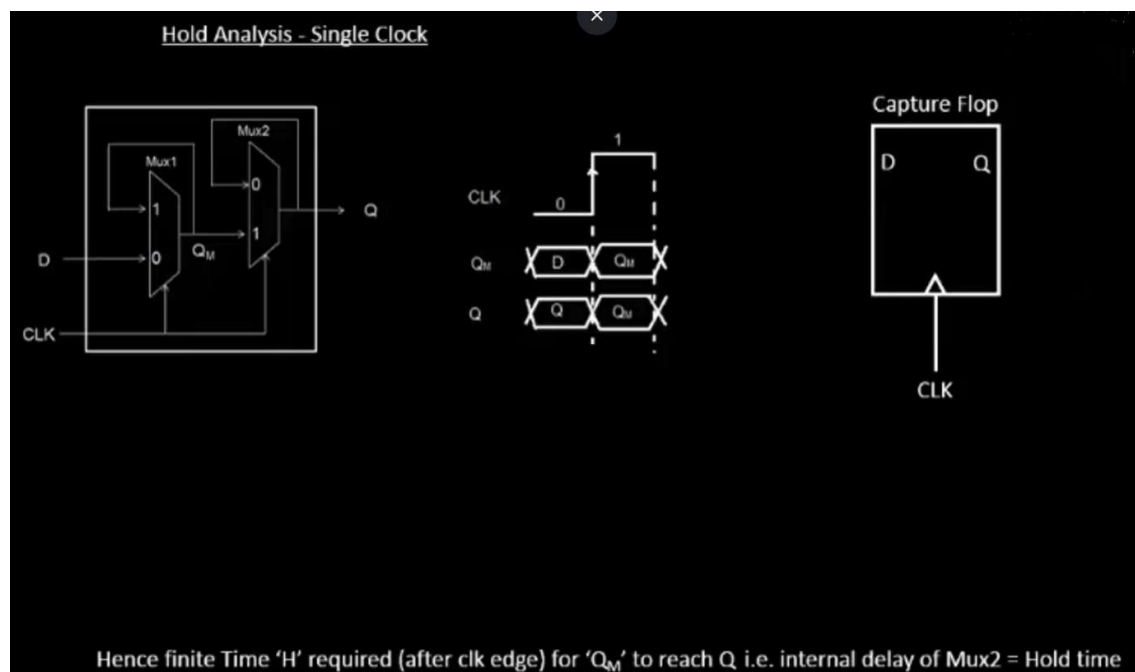 ×
Hold Analysis - Single Clock
Mux2
Mux1
0
1
1
0
Q
QM
D
CLK
1
CLK
0
QM
D
QM
Q
Q
QM
Capture Flop
D
Q
CLK
Hence finite Time ‘H’ required (after clk edge) for ‘QM’ to reach Q i.e. internal delay of Mux2 = Hold time